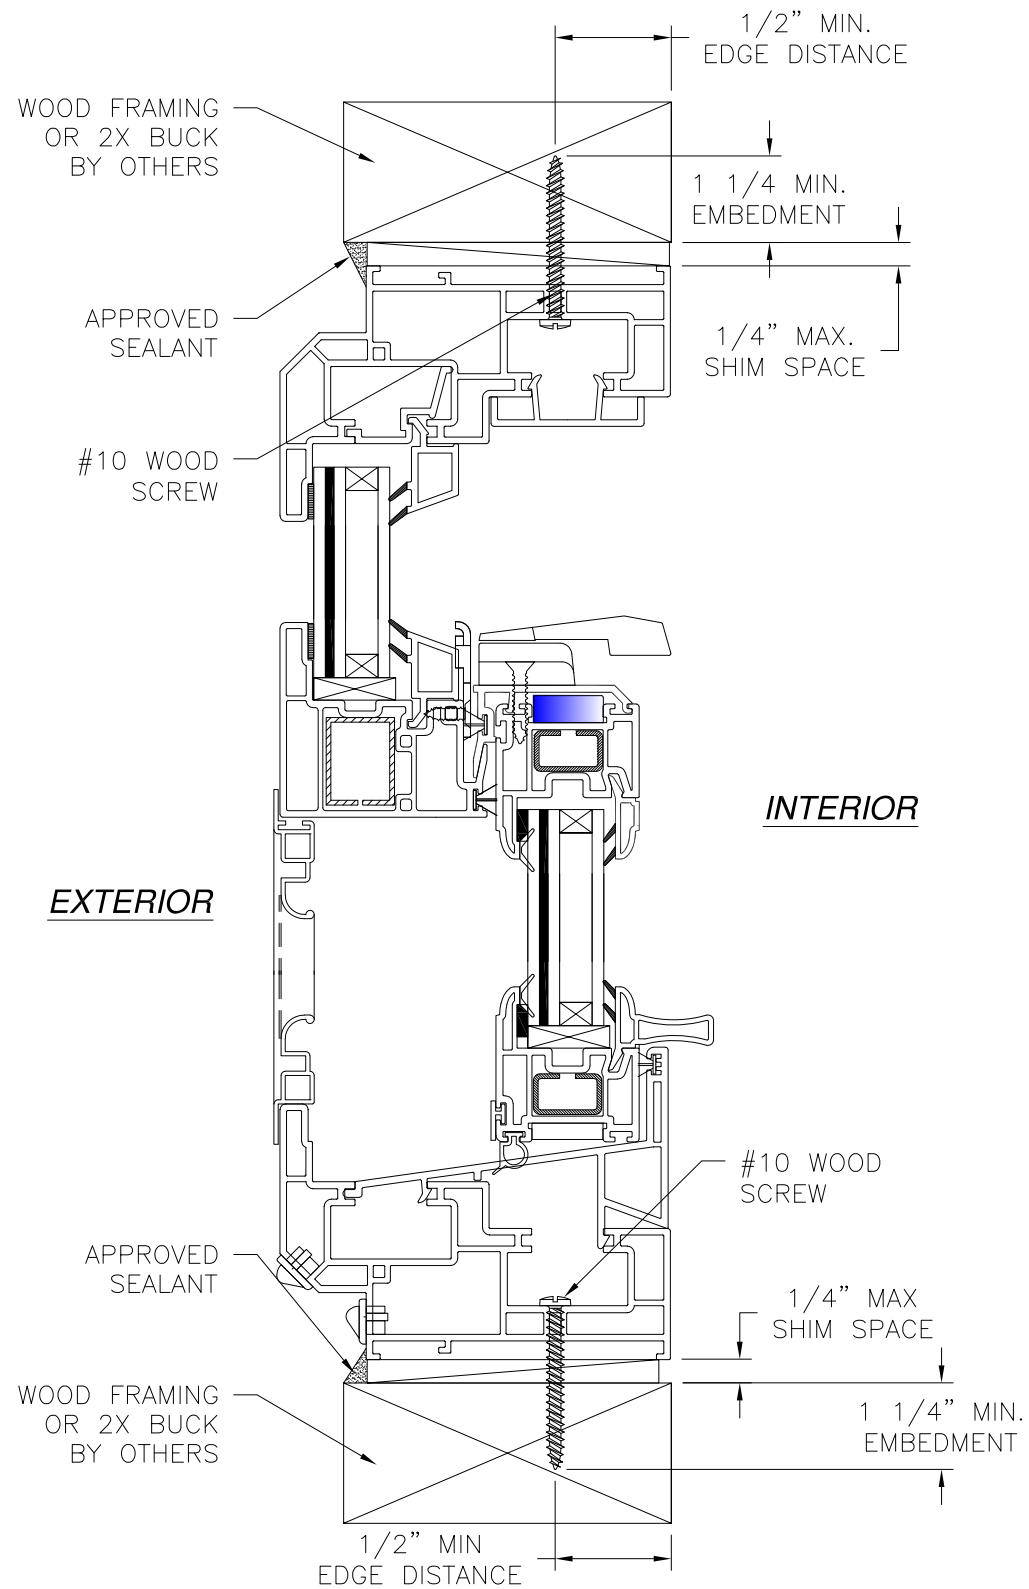 1/2” MIN.
EDGE DISTANCE
WOOD FRAMING
OR 2X BUCK
BY OTHERS
1 1/4 MIN.
EMBEDMENT
APPROVED
SEALANT
1/4” MAX.
SHIM SPACE
#10 WOOD
SCREW
INTERIOR
EXTERIOR
#10 WOOD
SCREW
APPROVED
SEALANT
1/4” MAX
SHIM SPACE
WOOD FRAMING
OR 2X BUCK
BY OTHERS
1 1/4” MIN.
EMBEDMENT
1/2” MIN
EDGE DISTANCE